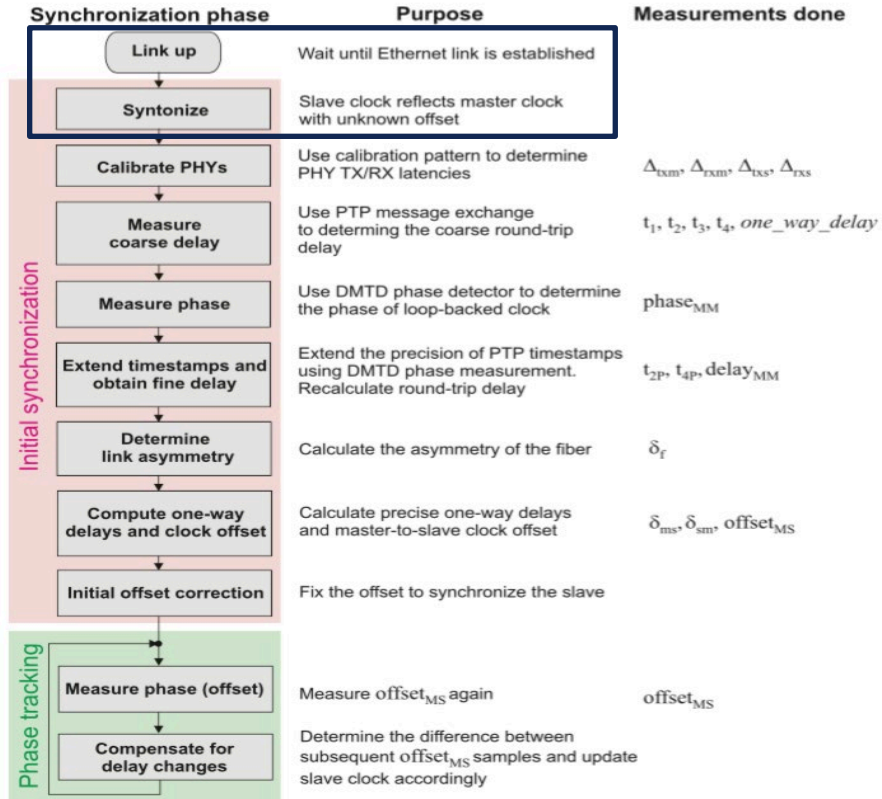 Synchronization phase
Purpose
Measurements done
Link up
Wait until Ethernet link is established
Syntonize
Slave clock reflects master clock
with unknown offset
Calibrate PHYs
Use calibration pattern to determine
PHY TX/RX latencies
Δtxm, Δrxm, Δtxs, Δrxs
Measure
coarse delay
Use PTP message exchange
to determing the coarse round-trip
delay
t1, t2, t3, t4, one_way_delay
Measure phase
Use DMTD phase detector to determine
the phase of loop-backed clock
phaseMM
Extend timestamps and
obtain fine delay
Extend the precision of PTP timestamps
using DMTD phase measurement.
Recalculate round-trip delay
t2P, t4P, delayMM
Determine
link asymmetry
Calculate the asymmetry of the fiber
δf
Compute one-way
delays and clock offset
Calculate precise one-way delays
and master-to-slave clock offset
δms, δsm, offsetMS
Initial offset correction
Fix the offset to synchronize the slave
Initial synchronization
Measure phase (offset)
Measure offsetMS again
offsetMS
Compensate for
delay changes
Determine the difference between
subsequent offsetMS samples and update
slave clock accordingly
Phase tracking